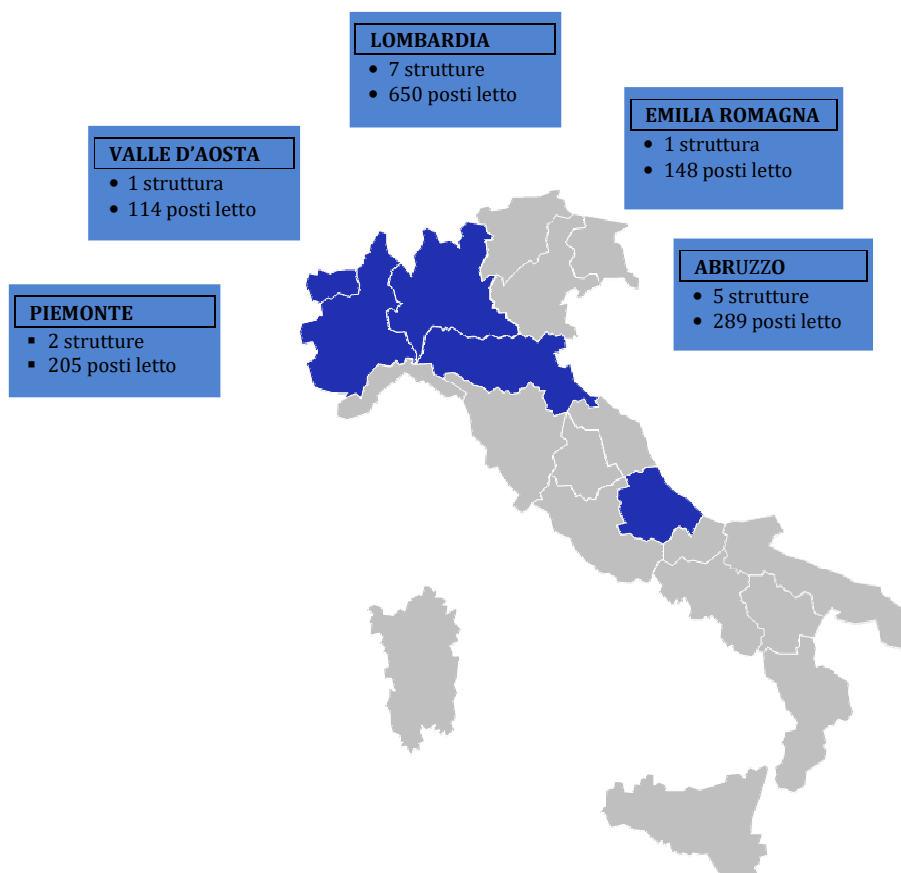 LOMBARDIA
• 7 strutture
• 650 posti letto
EMILIA ROMAGNA
• 1 struttura
• 148 posti letto
VALLE D’AOSTA
• 1 struttura
• 114 posti letto
ABRUZZO
• 5 strutture
• 289 posti letto
PIEMONTE
▪ 2 strutture
▪ 205 posti letto